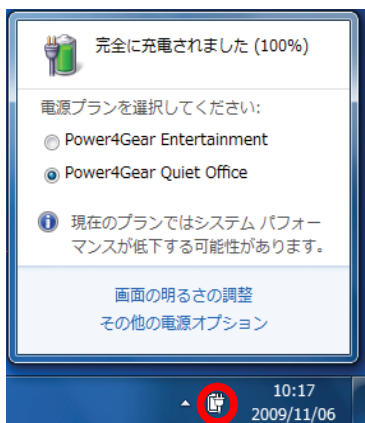 完全に充電されました (100%)
電源プランを選択してください:
Power4Gear Entertainment
Power4Gear Quiet Office
現在のプランではシステム パフォー
マンスが低下する可能性があります。
画面の明るさの調整
その他の電源オプション
10:17
2009/11/06